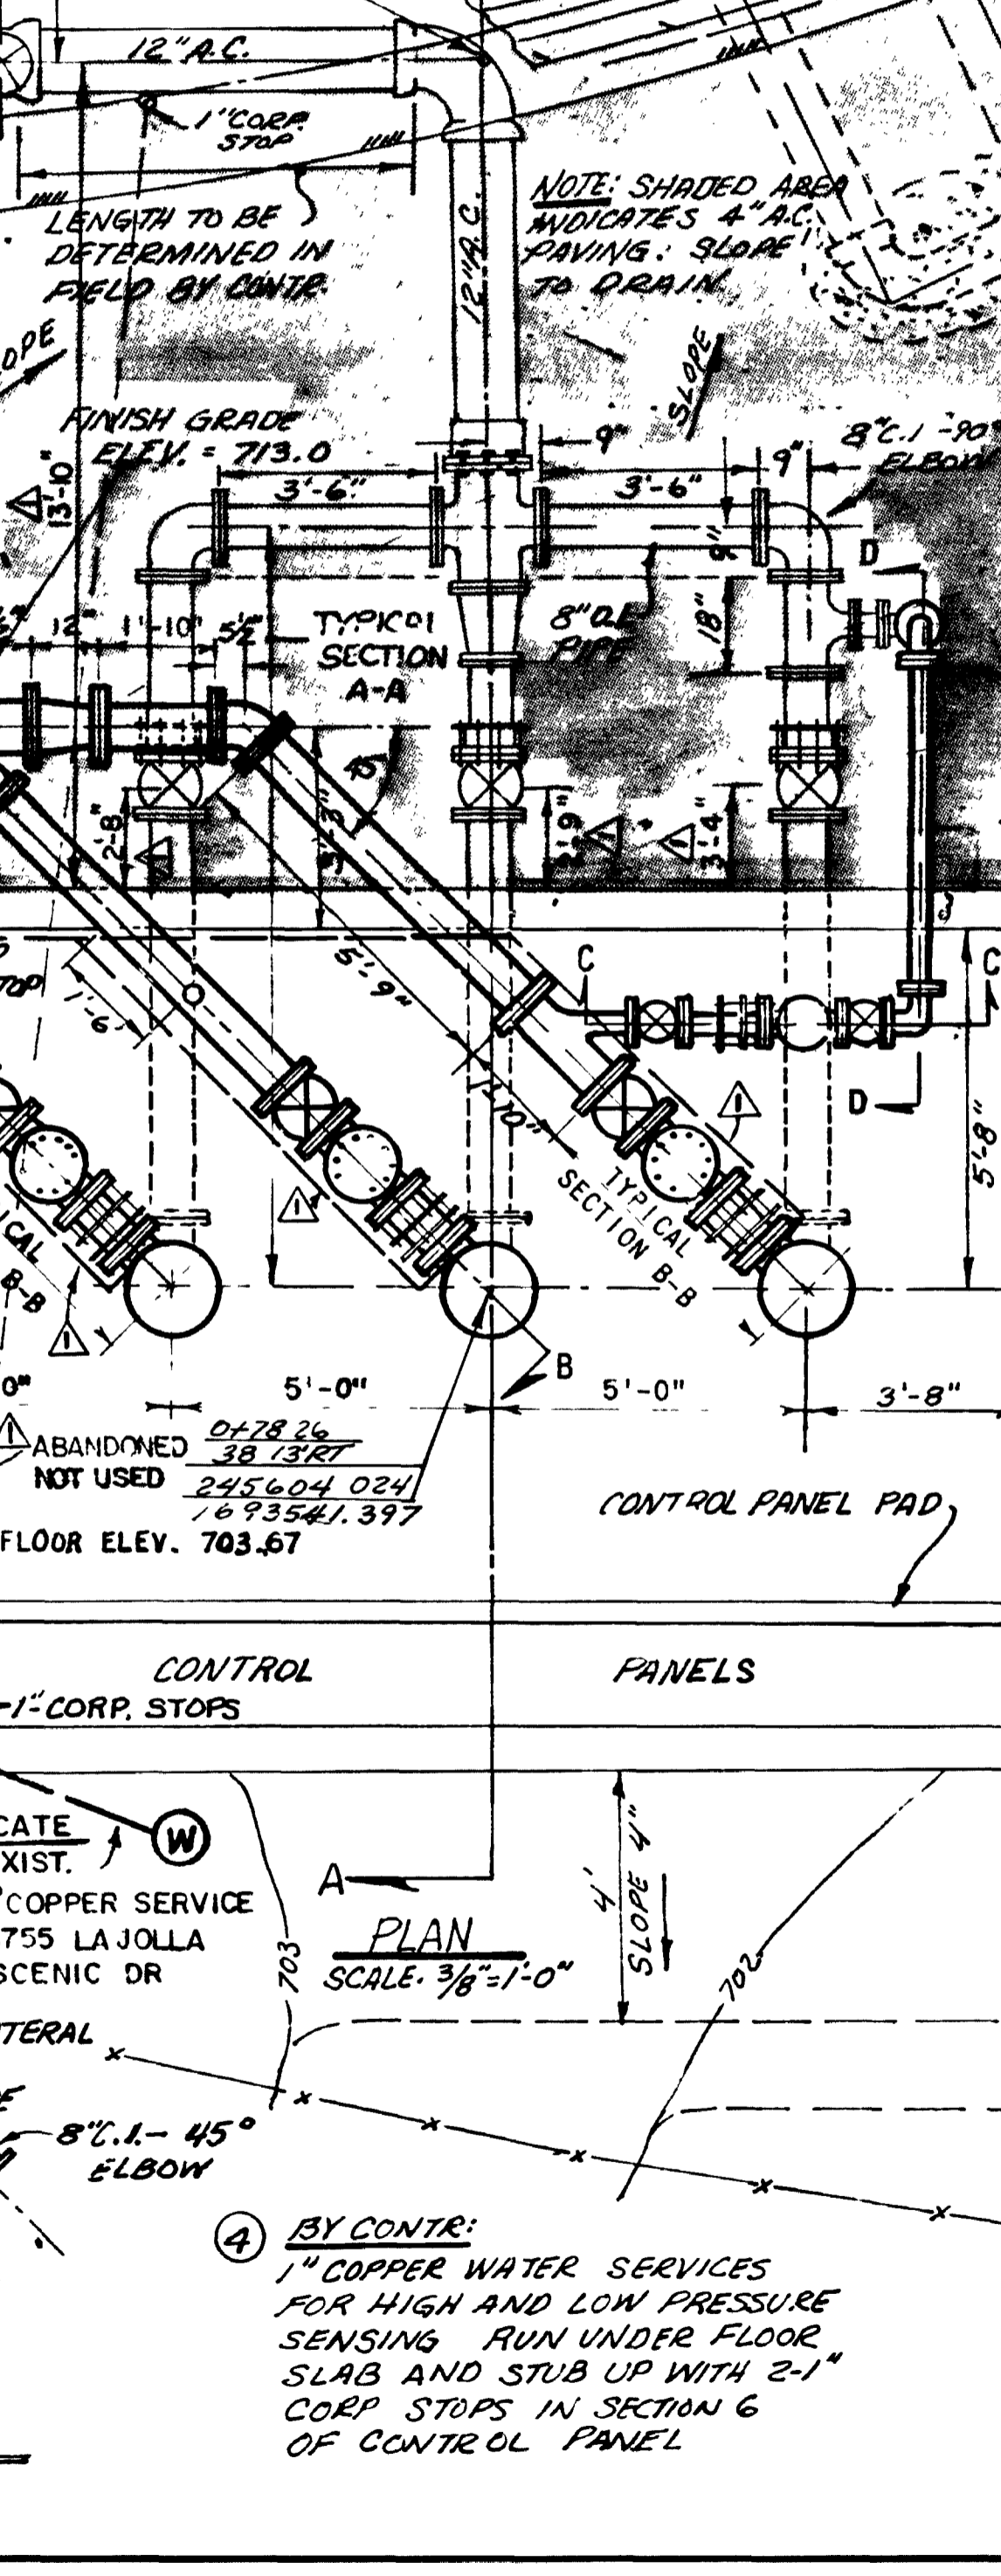 12" A.C.
1" CORP.
STOP
LENGTH TO BE
DETERMINED IN
FIELD BY CONTR.
12" A.C.
NOTE: SHADED AREA
INDICATES 4" A.C.
PAVING: SLOPE
TO DRAIN
OPE
SLOPE
FINISH GRADE
ELEV. = 713.0
13'-10"
9"
9"
8" C.I -90°
ELBOW
3'-6"
3'-6"
9"
D
12"
1'-10"
5½"
TYPICAL
SECTION
A-A
8" D.I.
PIPE
18"
45°
2'-8"
3'-4"
5'-9"
TOP
1'-6"
C
C
1'-10"
D
5'-8"
TYPICAL
SECTION B-B
ICAL
B-B
B
0"
5'-0"
5'-0"
3'-8"
ABANDONED
NOT USED
0+78 26
38 13'RT
245604 024
1693541.397
FLOOR ELEV. 703.67
CONTROL PANEL PAD
CONTROL PANELS
-1" CORP. STOPS
CATE
XIST.
W
COPPER SERVICE
755 LA JOLLA
SCENIC DR
TERAL
A
PLAN
SCALE. 3/8"=1'-0"
703
4'
SLOPE 4"
702
8" C.I.- 45°
ELBOW
4
BY CONTR:
1" COPPER WATER SERVICES
FOR HIGH AND LOW PRESSURE
SENSING RUN UNDER FLOOR
SLAB AND STUB UP WITH 2-1"
CORP STOPS IN SECTION 6
OF CONTROL PANEL